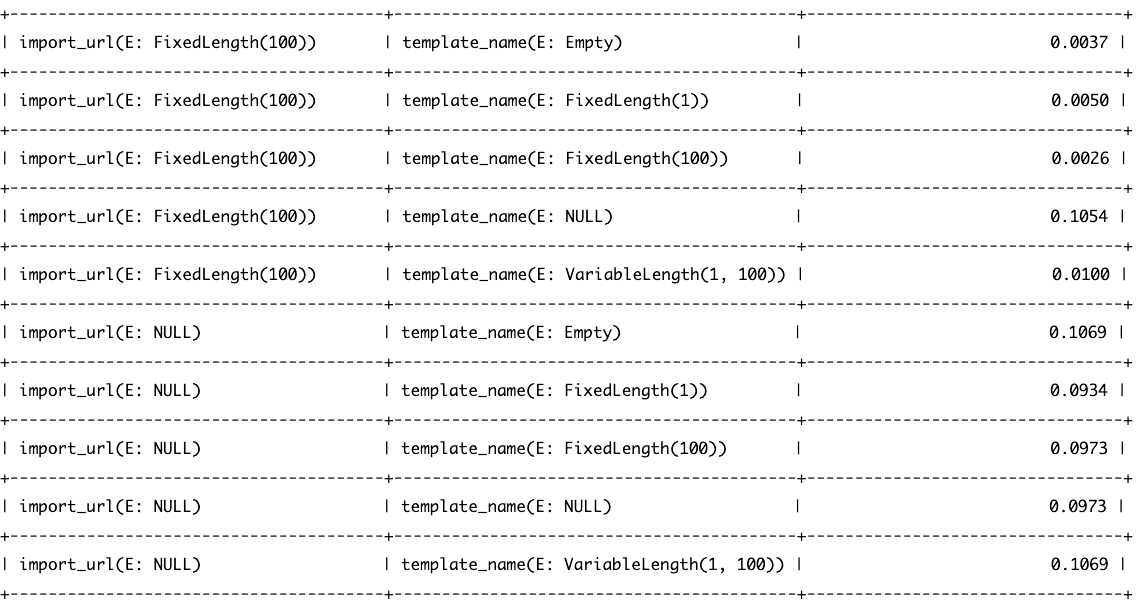 +---------------------------------------+------------------------------------------+---------------------------------+
| import_url(E: FixedLength(100)) | template_name(E: Empty) | 0.0037 |
+---------------------------------------+------------------------------------------+---------------------------------+
| import_url(E: FixedLength(100)) | template_name(E: FixedLength(1)) | 0.0050 |
+---------------------------------------+------------------------------------------+---------------------------------+
| import_url(E: FixedLength(100)) | template_name(E: FixedLength(100)) | 0.0026 |
+---------------------------------------+------------------------------------------+---------------------------------+
| import_url(E: FixedLength(100)) | template_name(E: NULL) | 0.1054 |
+---------------------------------------+------------------------------------------+---------------------------------+
| import_url(E: FixedLength(100)) | template_name(E: VariableLength(1, 100)) | 0.0100 |
+---------------------------------------+------------------------------------------+---------------------------------+
| import_url(E: NULL) | template_name(E: Empty) | 0.1069 |
+---------------------------------------+------------------------------------------+---------------------------------+
| import_url(E: NULL) | template_name(E: FixedLength(1)) | 0.0934 |
+---------------------------------------+------------------------------------------+---------------------------------+
| import_url(E: NULL) | template_name(E: FixedLength(100)) | 0.0973 |
+---------------------------------------+------------------------------------------+---------------------------------+
| import_url(E: NULL) | template_name(E: NULL) | 0.0973 |
+---------------------------------------+------------------------------------------+---------------------------------+
| import_url(E: NULL) | template_name(E: VariableLength(1, 100)) | 0.1069 |
+---------------------------------------+------------------------------------------+---------------------------------+